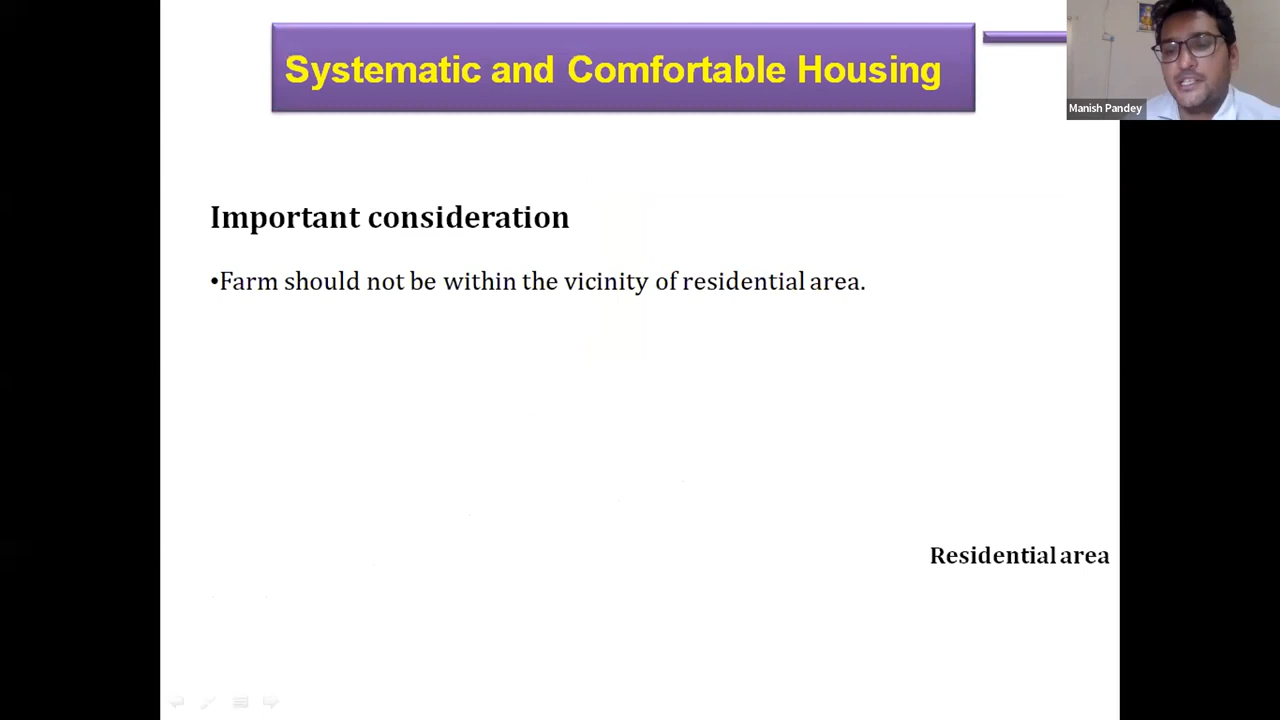 Systematic and Comfortable Housing
Manish Pandey
Important consideration
•Farm should not be within the vicinity of residential area.
Residential area